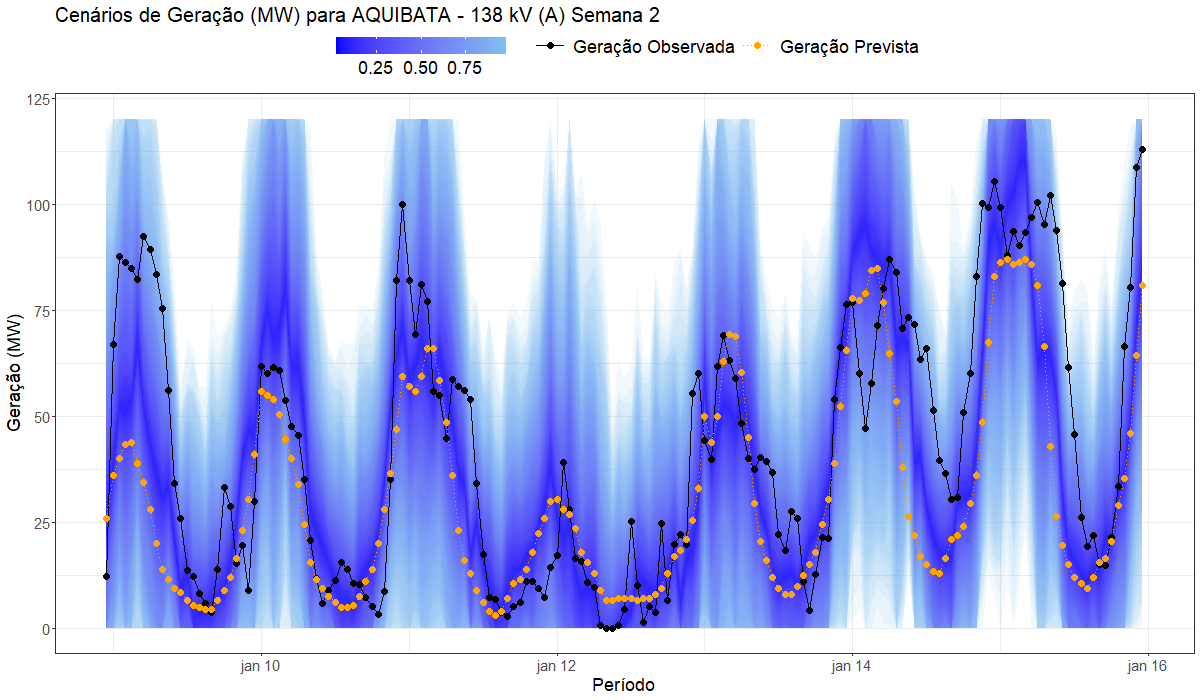 Cenários de Geração (MW) para AQUIBATA - 138 kV (A) Semana 2
0.25 0.50 0.75 Geração Observada Geração Prevista
125
100
75
50
25
0
Geração (MW)
jan 10 jan 12 jan 14 jan 16
Período